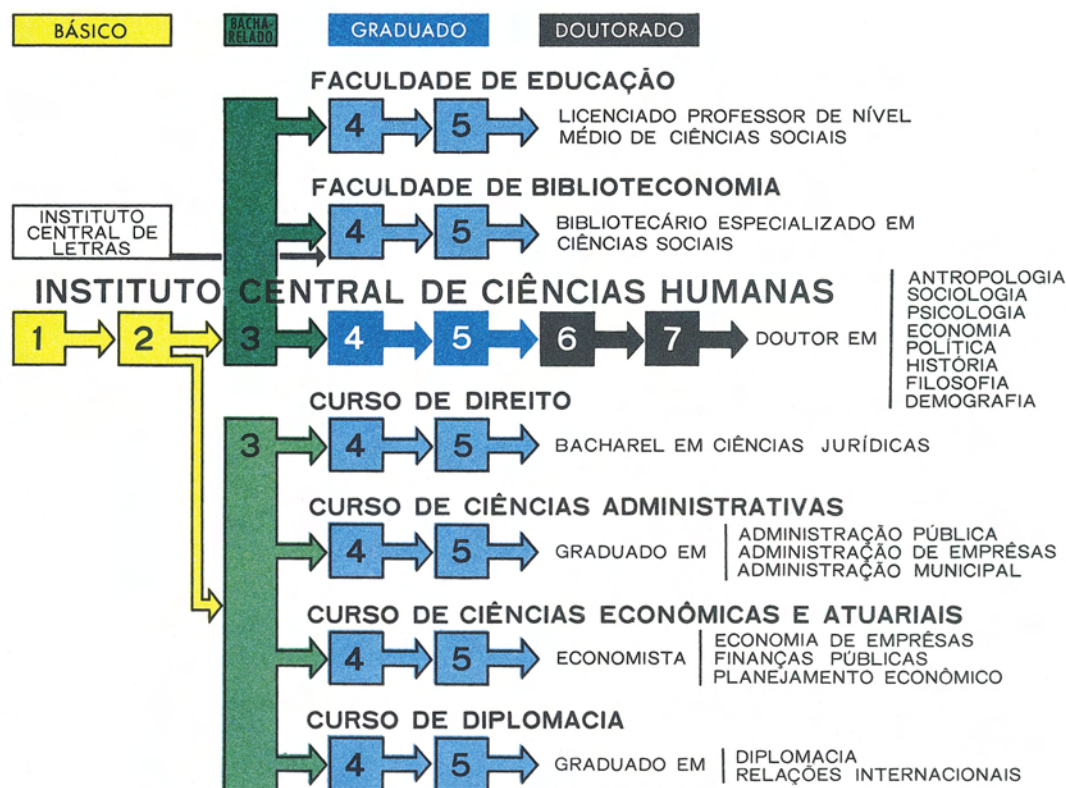 BÁSICO
BACHA-
RELADO
GRADUADO
DOUTORADO
FACULDADE DE EDUCAÇÃO
4 5
LICENCIADO PROFESSOR DE NÍVEL
MÉDIO DE CIÊNCIAS SOCIAIS
FACULDADE DE BIBLIOTECONOMIA
INSTITUTO
CENTRAL DE
LETRAS
4 5
BIBLIOTECÁRIO ESPECIALIZADO EM
CIÊNCIAS SOCIAIS
INSTITUTO CENTRAL DE CIÊNCIAS HUMANAS
1 2 3 4 5 6 7
DOUTOR EM
ANTROPOLOGIA
SOCIOLOGIA
PSICOLOGIA
ECONOMIA
POLÍTICA
HISTÓRIA
FILOSOFIA
DEMOGRAFIA
CURSO DE DIREITO
3 4 5
BACHAREL EM CIÊNCIAS JURÍDICAS
CURSO DE CIÊNCIAS ADMINISTRATIVAS
4 5
GRADUADO EM
ADMINISTRAÇÃO PÚBLICA
ADMINISTRAÇÃO DE EMPRÊSAS
ADMINISTRAÇÃO MUNICIPAL
CURSO DE CIÊNCIAS ECONÔMICAS E ATUARIAIS
4 5
ECONOMISTA
ECONOMIA DE EMPRÊSAS
FINANÇAS PÚBLICAS
PLANEJAMENTO ECONÔMICO
CURSO DE DIPLOMACIA
4 5
GRADUADO EM
DIPLOMACIA
RELAÇÕES INTERNACIONAIS